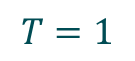 T = 1